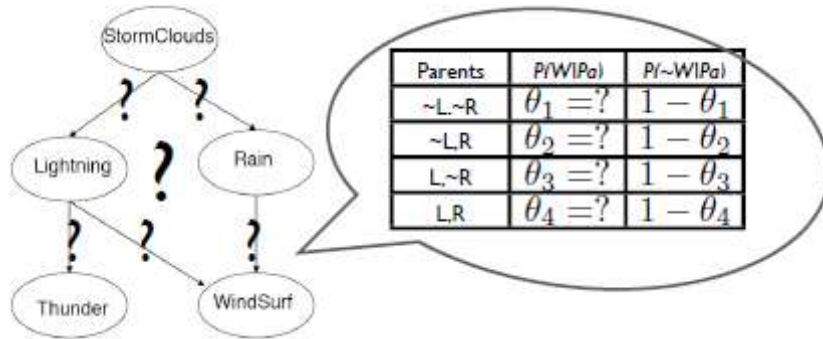 StormClouds
? ?
Lightning ? Rain
? ? ?
Thunder WindSurf
Parents P(W|Pa) P(~W|Pa)
~L.~R θ₁ =? 1 − θ₁
~L,R θ₂ =? 1 − θ₂
L,~R θ₃ =? 1 − θ₃
L,R θ₄ =? 1 − θ₄